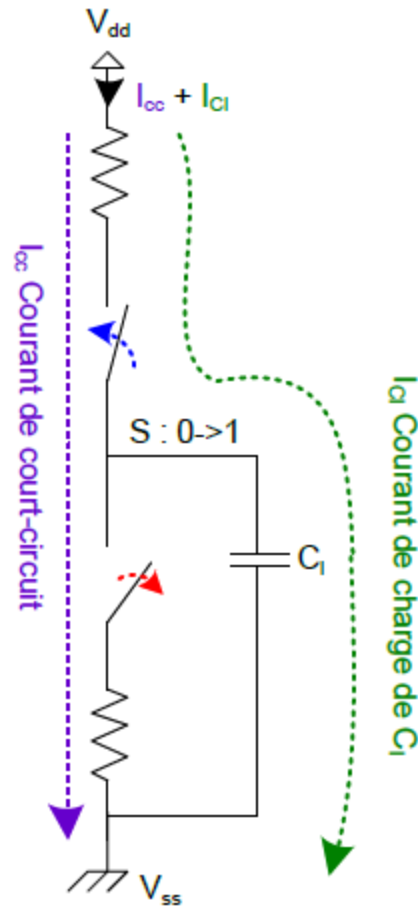 Vdd
Icc + ICl
Icc Courant de court-circuit
S : 0->1
Cl
ICl Courant de charge de Cl
Vss